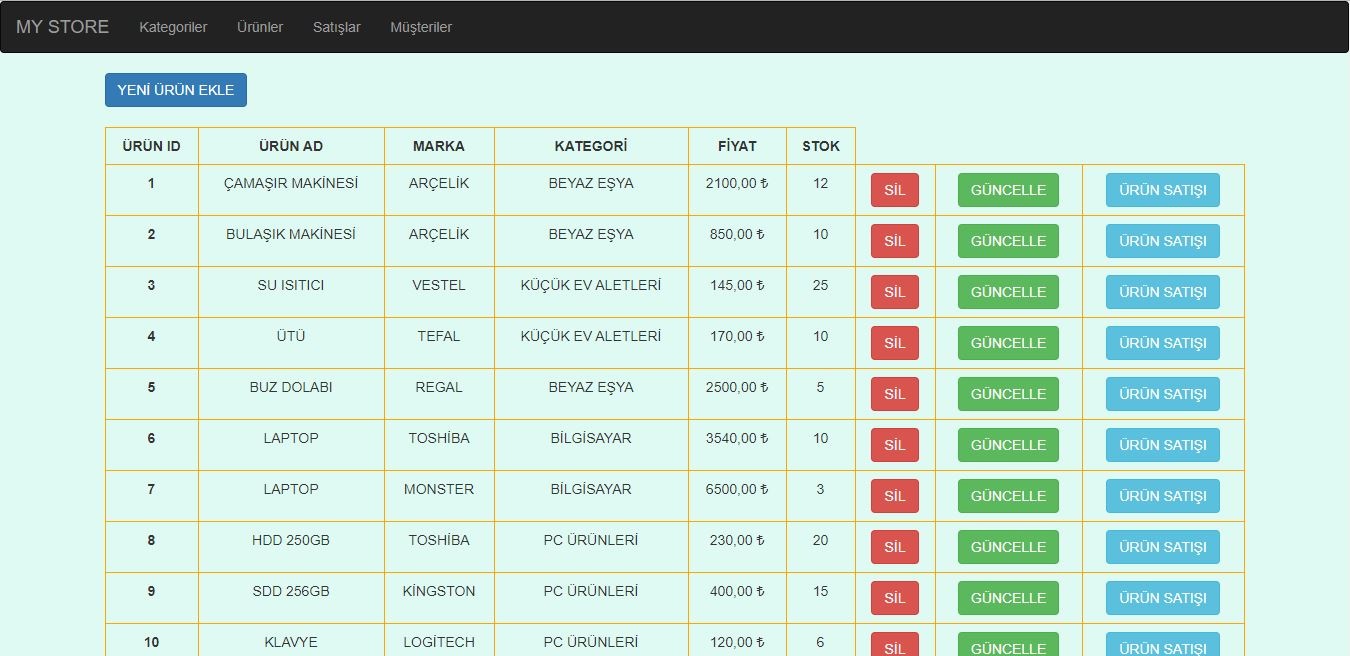 MY STORE Kategoriler Ürünler Satışlar Müşteriler
YENİ ÜRÜN EKLE
ÜRÜN ID ÜRÜN AD MARKA KATEGORİ FİYAT STOK
1 ÇAMAŞIR MAKİNESİ ARÇELİK BEYAZ EŞYA 2100,00 ₺ 12 SİL GÜNCELLE ÜRÜN SATIŞI
2 BULAŞIK MAKİNESİ ARÇELİK BEYAZ EŞYA 850,00 ₺ 10 SİL GÜNCELLE ÜRÜN SATIŞI
3 SU ISITICI VESTEL KÜÇÜK EV ALETLERİ 145,00 ₺ 25 SİL GÜNCELLE ÜRÜN SATIŞI
4 ÜTÜ TEFAL KÜÇÜK EV ALETLERİ 170,00 ₺ 10 SİL GÜNCELLE ÜRÜN SATIŞI
5 BUZ DOLABI REGAL BEYAZ EŞYA 2500,00 ₺ 5 SİL GÜNCELLE ÜRÜN SATIŞI
6 LAPTOP TOSHİBA BİLGİSAYAR 3540,00 ₺ 10 SİL GÜNCELLE ÜRÜN SATIŞI
7 LAPTOP MONSTER BİLGİSAYAR 6500,00 ₺ 3 SİL GÜNCELLE ÜRÜN SATIŞI
8 HDD 250GB TOSHİBA PC ÜRÜNLERİ 230,00 ₺ 20 SİL GÜNCELLE ÜRÜN SATIŞI
9 SDD 256GB KİNGSTON PC ÜRÜNLERİ 400,00 ₺ 15 SİL GÜNCELLE ÜRÜN SATIŞI
10 KLAVYE LOGİTECH PC ÜRÜNLERİ 120,00 ₺ 6 SİL GÜNCELLE ÜRÜN SATIŞI